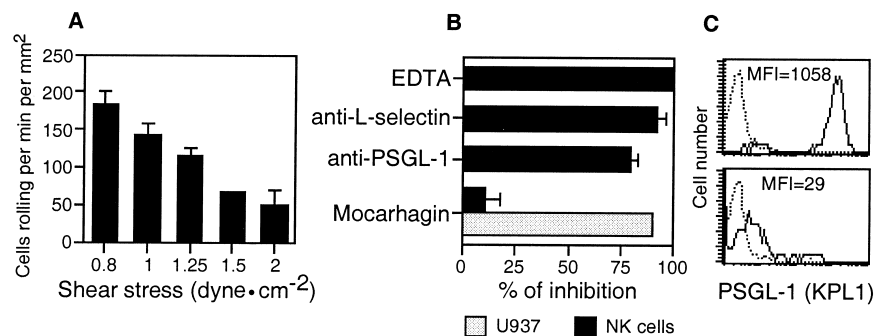 A
Cells rolling per min per mm²
250
200
150
100
50
0
0.8 1 1.25 1.5 2
Shear stress (dyne•cm⁻²)
B
EDTA
anti-L-selectin
anti-PSGL-1
Mocarhagin
0 25 50 75 100
% of inhibition
U937 NK cells
C
Cell number
MFI=1058
MFI=29
PSGL-1 (KPL1)